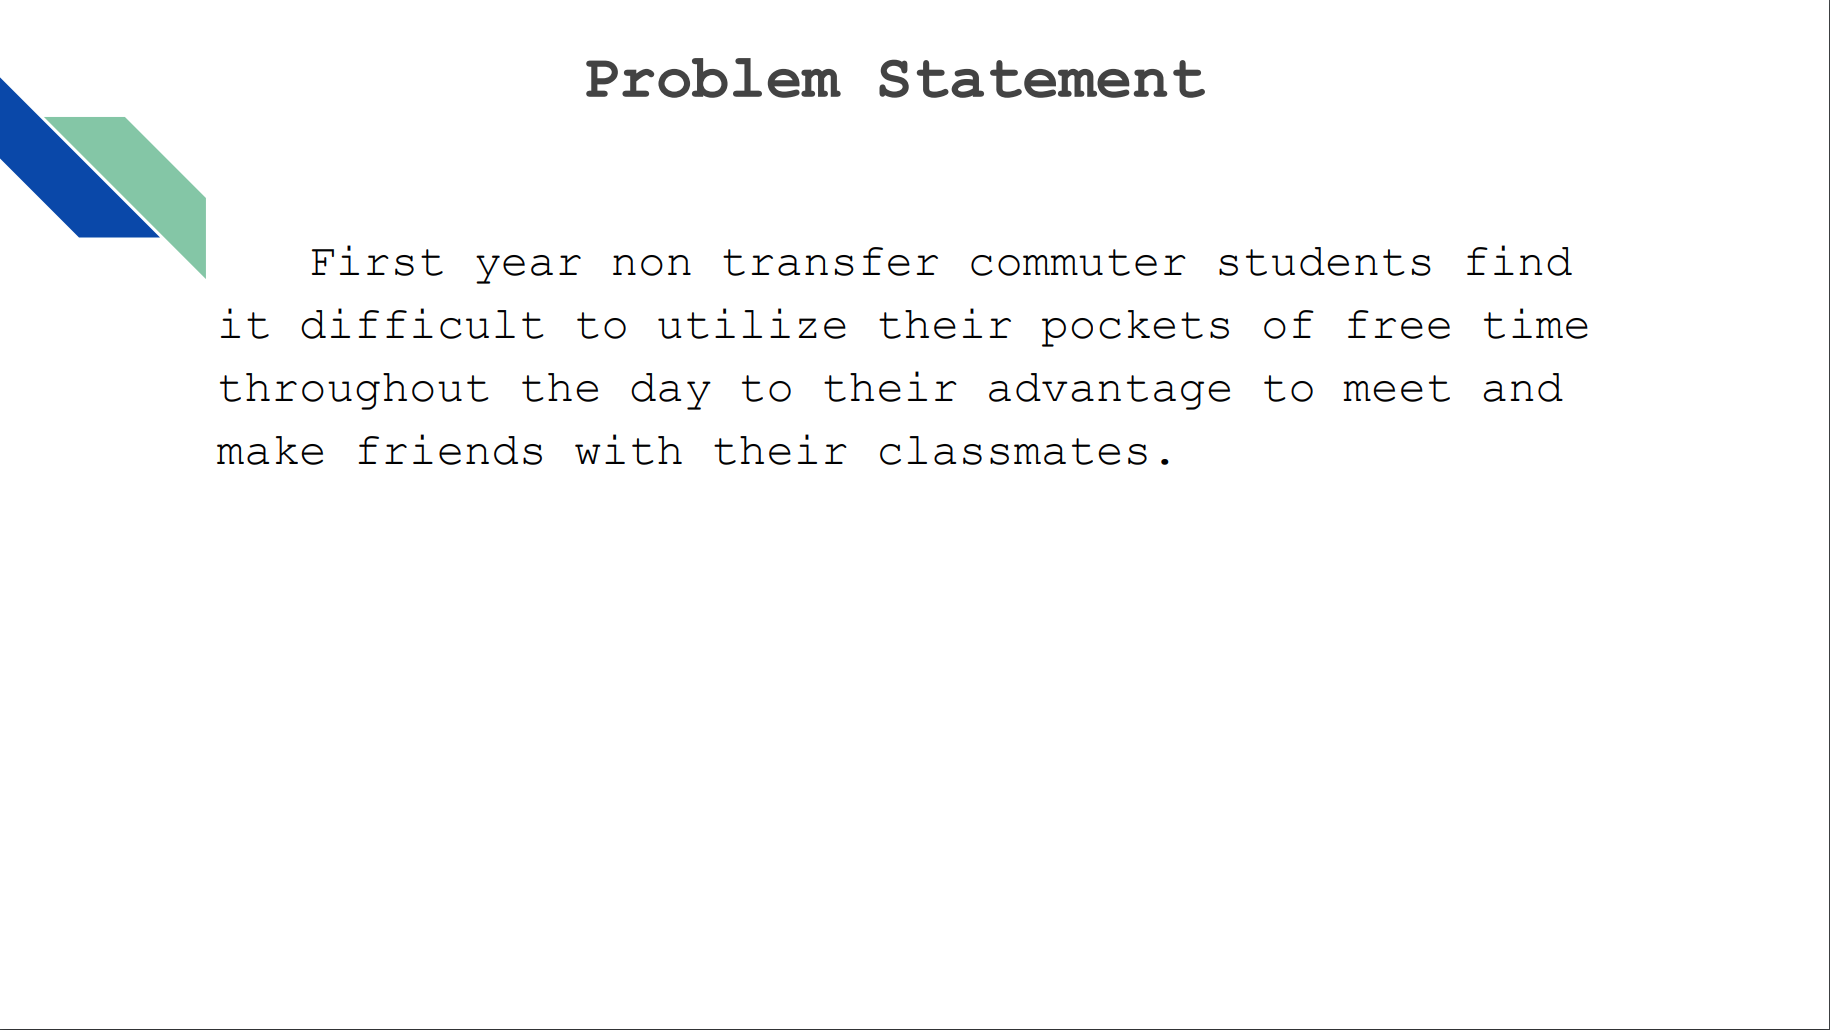 Problem Statement
First year non transfer commuter students find
it difficult to utilize their pockets of free time
throughout the day to their advantage to meet and
make friends with their classmates.